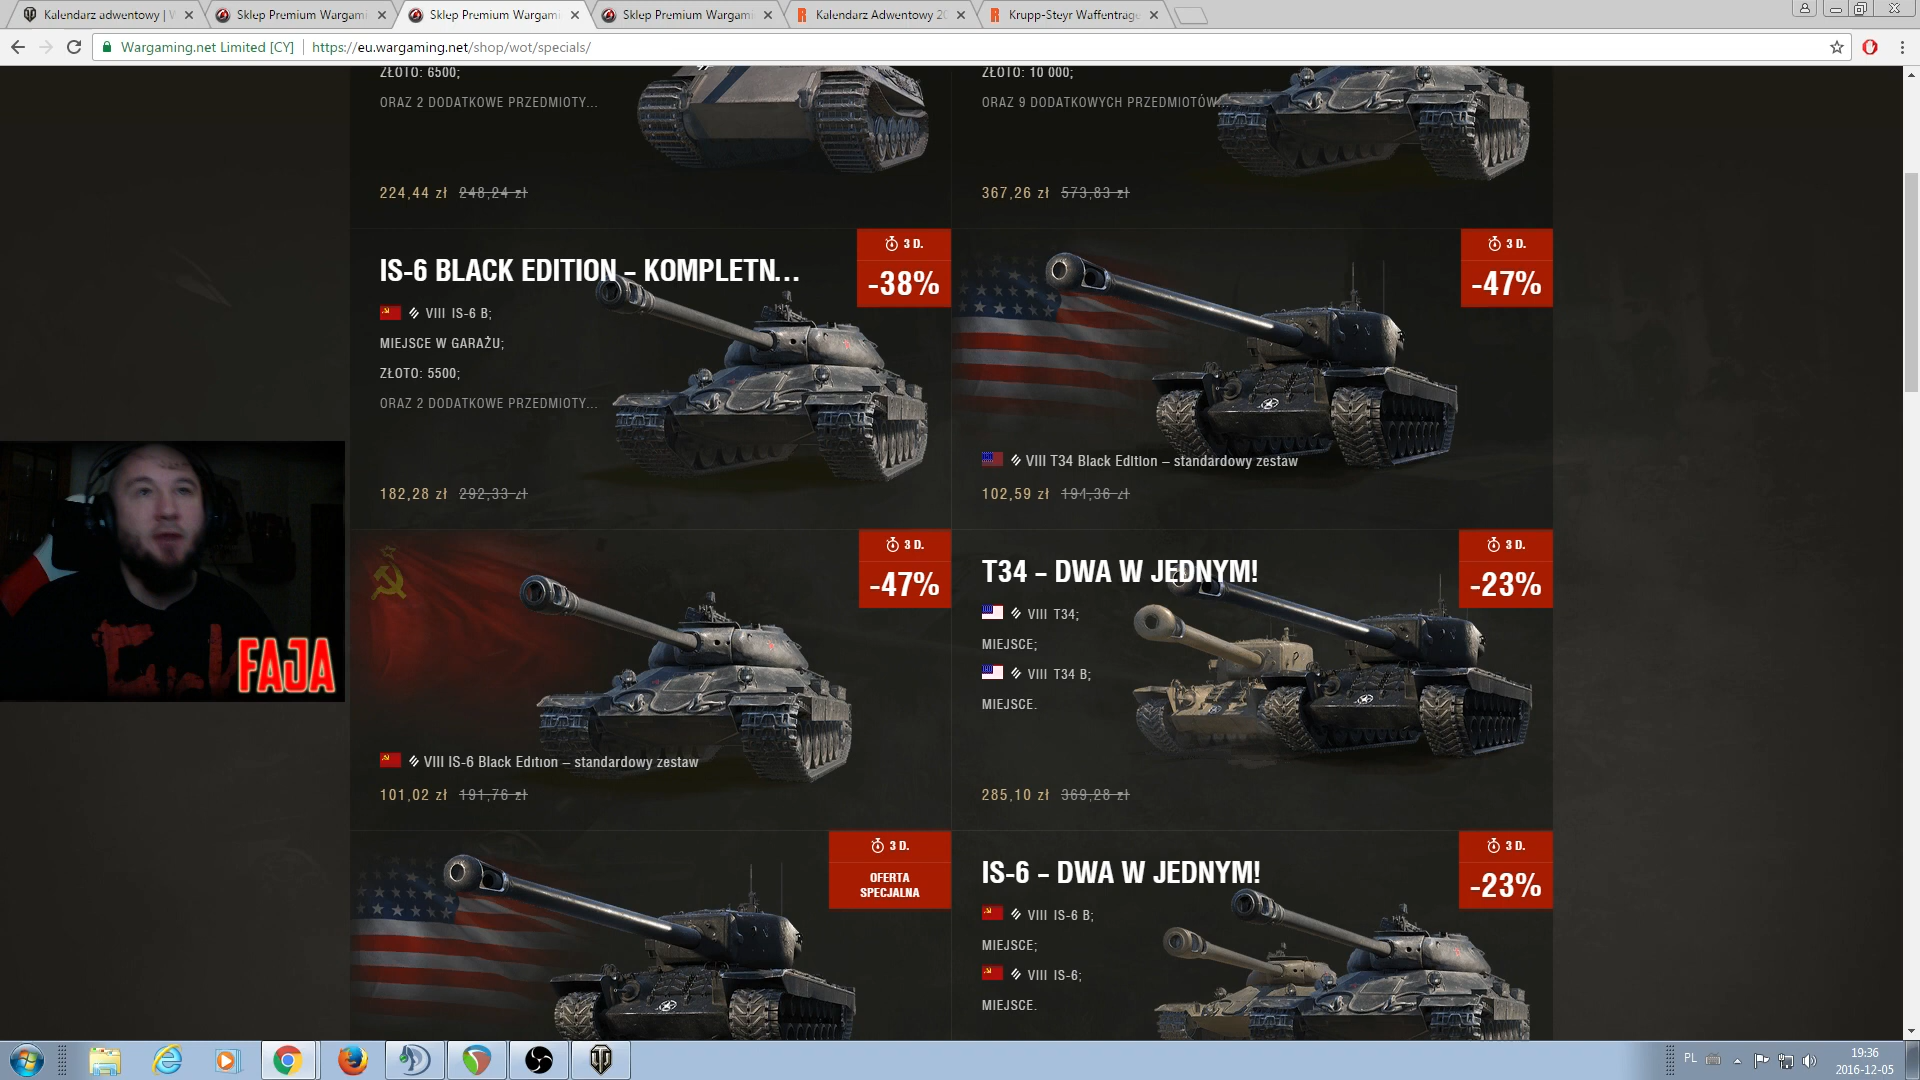 Kalendarz adwentowy | W
Sklep Premium Wargami
Sklep Premium Wargami
Sklep Premium Wargami
Kalendarz Adwentowy 20
Krupp-Steyr Waffentrage
Wargaming.net Limited [CY]
https://eu.wargaming.net/shop/wot/specials/
ZŁOTO: 6500;
ORAZ 2 DODATKOWE PRZEDMIOTY...
224,44 zł 248,24 zł
ZŁOTO: 10 000;
ORAZ 9 DODATKOWYCH PRZEDMIOTÓW...
367,26 zł 573,83 zł
IS-6 BLACK EDITION – KOMPLETN...
3 D.
-38%
VIII IS-6 B;
MIEJSCE W GARAŻU;
ZŁOTO: 5500;
ORAZ 2 DODATKOWE PRZEDMIOTY...
182,28 zł 292,33 zł
3 D.
-47%
VIII T34 Black Edition – standardowy zestaw
102,59 zł 194,36 zł
3 D.
-47%
VIII IS-6 Black Edition – standardowy zestaw
101,02 zł 191,76 zł
T34 – DWA W JEDNYM!
3 D.
-23%
VIII T34;
MIEJSCE;
VIII T34 B;
MIEJSCE.
285,10 zł 369,28 zł
3 D.
OFERTA
SPECJALNA
IS-6 – DWA W JEDNYM!
3 D.
-23%
VIII IS-6 B;
MIEJSCE;
VIII IS-6;
MIEJSCE.
FAJA
PL
19:36
2016-12-05